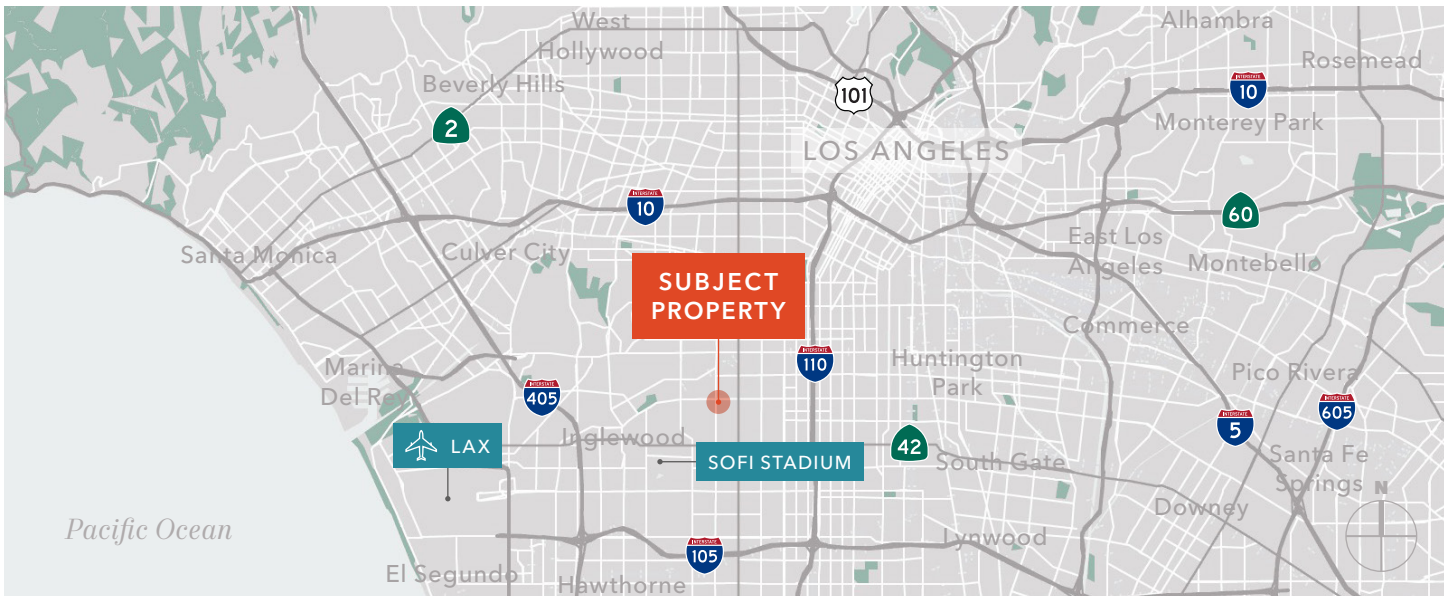 West
Hollywood
Alhambra
Rosemead
Beverly Hills
101
INTERSTATE
10
2
Monterey Park
LOS ANGELES
INTERSTATE
10
60
Santa Monica
Culver City
East Los
Angeles
Montebello
SUBJECT
PROPERTY
Commerce
INTERSTATE
110
Huntington
Park
Marina
Del Rey
INTERSTATE
405
Pico Rivera
INTERSTATE
605
INTERSTATE
5
LAX
Inglewood
SOFI STADIUM
42
South Gate
Santa Fe
Springs
N
Downey
Pacific Ocean
INTERSTATE
105
Lynwood
El Segundo
Hawthorne